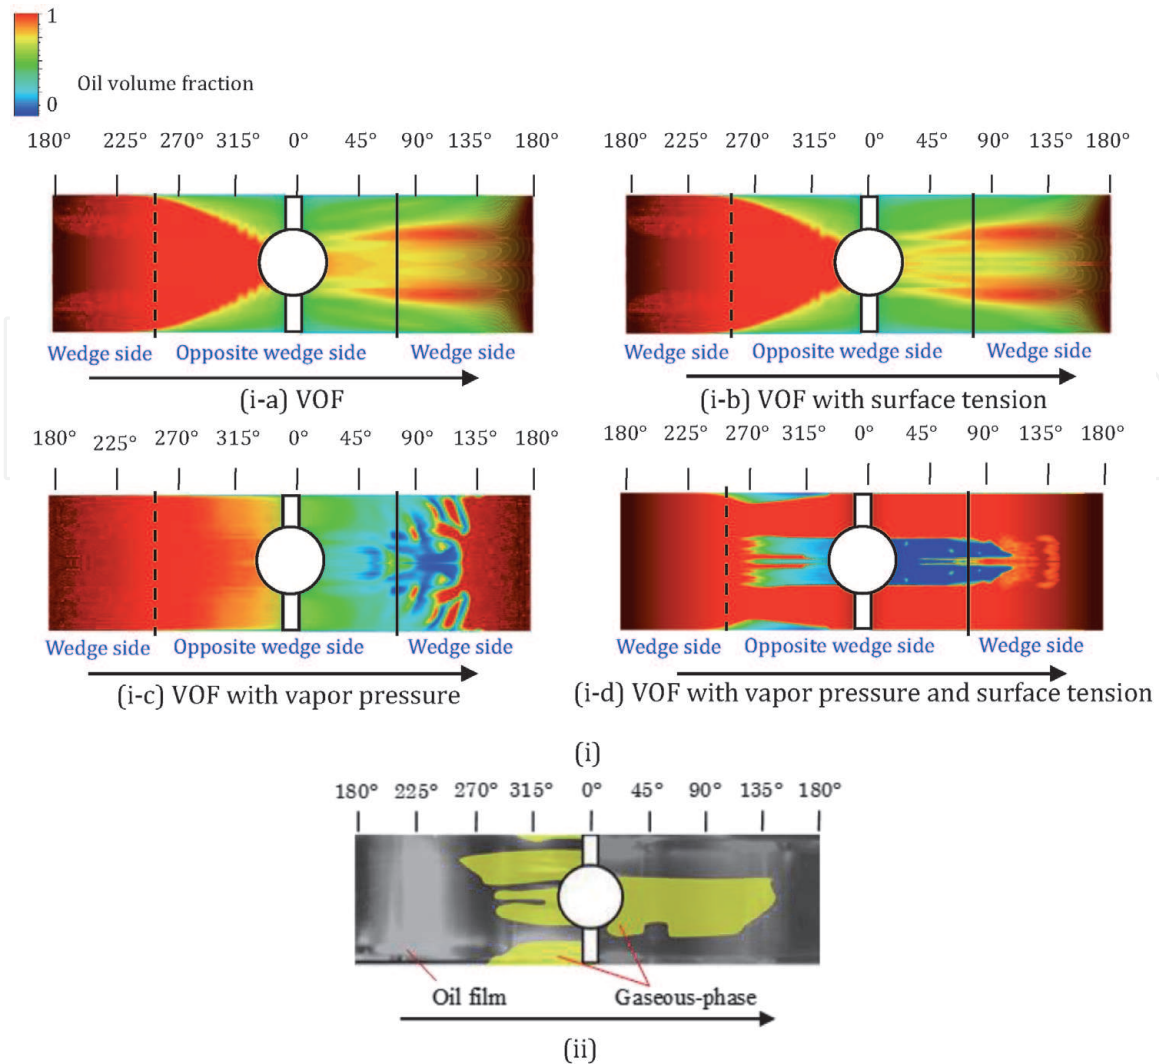 1
Oil volume fraction
0
180° 225° 270° 315° 0° 45° 90° 135° 180°
180° 225° 270° 315° 0° 45° 90° 135° 180°
Wedge side Opposite wedge side Wedge side
Wedge side Opposite wedge side Wedge side
(i-a) VOF
(i-b) VOF with surface tension
180° 225° 270° 315° 0° 45° 90° 135° 180°
180° 225° 270° 315° 0° 45° 90° 135° 180°
Wedge side Opposite wedge side Wedge side
Wedge side Opposite wedge side Wedge side
(i-c) VOF with vapor pressure
(i-d) VOF with vapor pressure and surface tension
(i)
180° 225° 270° 315° 0° 45° 90° 135° 180°
Oil film Gaseous-phase
(ii)